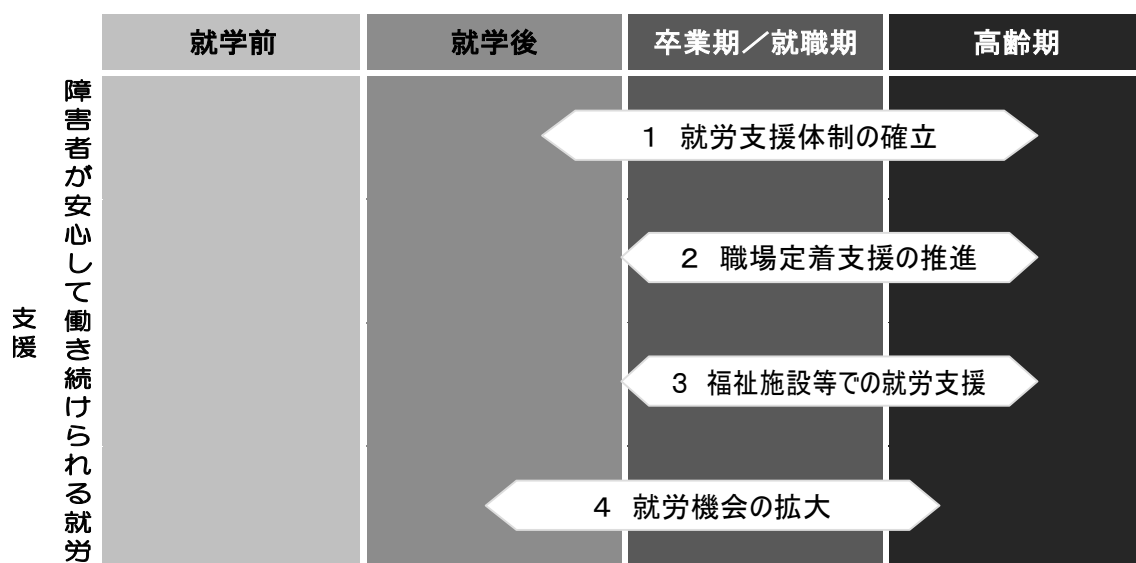 就学前
就学後
卒業期／就職期
高齢期
障害者が安心して働き続けられる就労
支援
1 就労支援体制の確立
2 職場定着支援の推進
3 福祉施設等での就労支援
4 就労機会の拡大